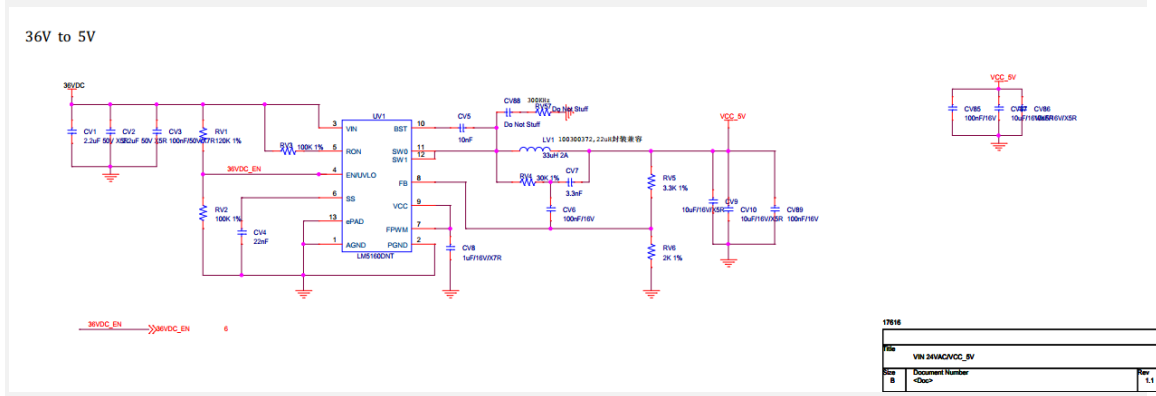 36V to 5V
36VDC
CV1
2.2uF 50V X5R
CV2
2.2uF 50V X5R
CV3
100nF/50V/X7R
RV1
120K 1%
RV3
100K 1%
36VDC_EN
RV2
100K 1%
CV4
22nF
UV1
3
VIN
5
RON
4
EN/UVLO
6
SS
13
ePAD
1
AGND
BST
10
SW0
11
SW1
12
FB
8
VCC
9
FPWM
7
PGND
2
LM5160DNT
CV5
10nF
CV88
Do Not Stuff
300KHz
RV57
Do Not Stuff
LV1
100300372,22uH封装兼容
33uH 2A
RV4
30K 1%
CV7
3.3nF
CV6
100nF/16V
CV8
1uF/16V/X7R
RV5
3.3K 1%
RV6
2K 1%
VCC_5V
CV9
10uF/16V/X5R
CV10
10uF/16V/X5R
CV89
100nF/16V
VCC_5V
CV85
100nF/16V
CV86
36VDC_EN
36VDC_EN
6
17616
Title
VIN 24VAC/VCC_5V
Size
B
Document Number
<Doc>
Rev
1.1